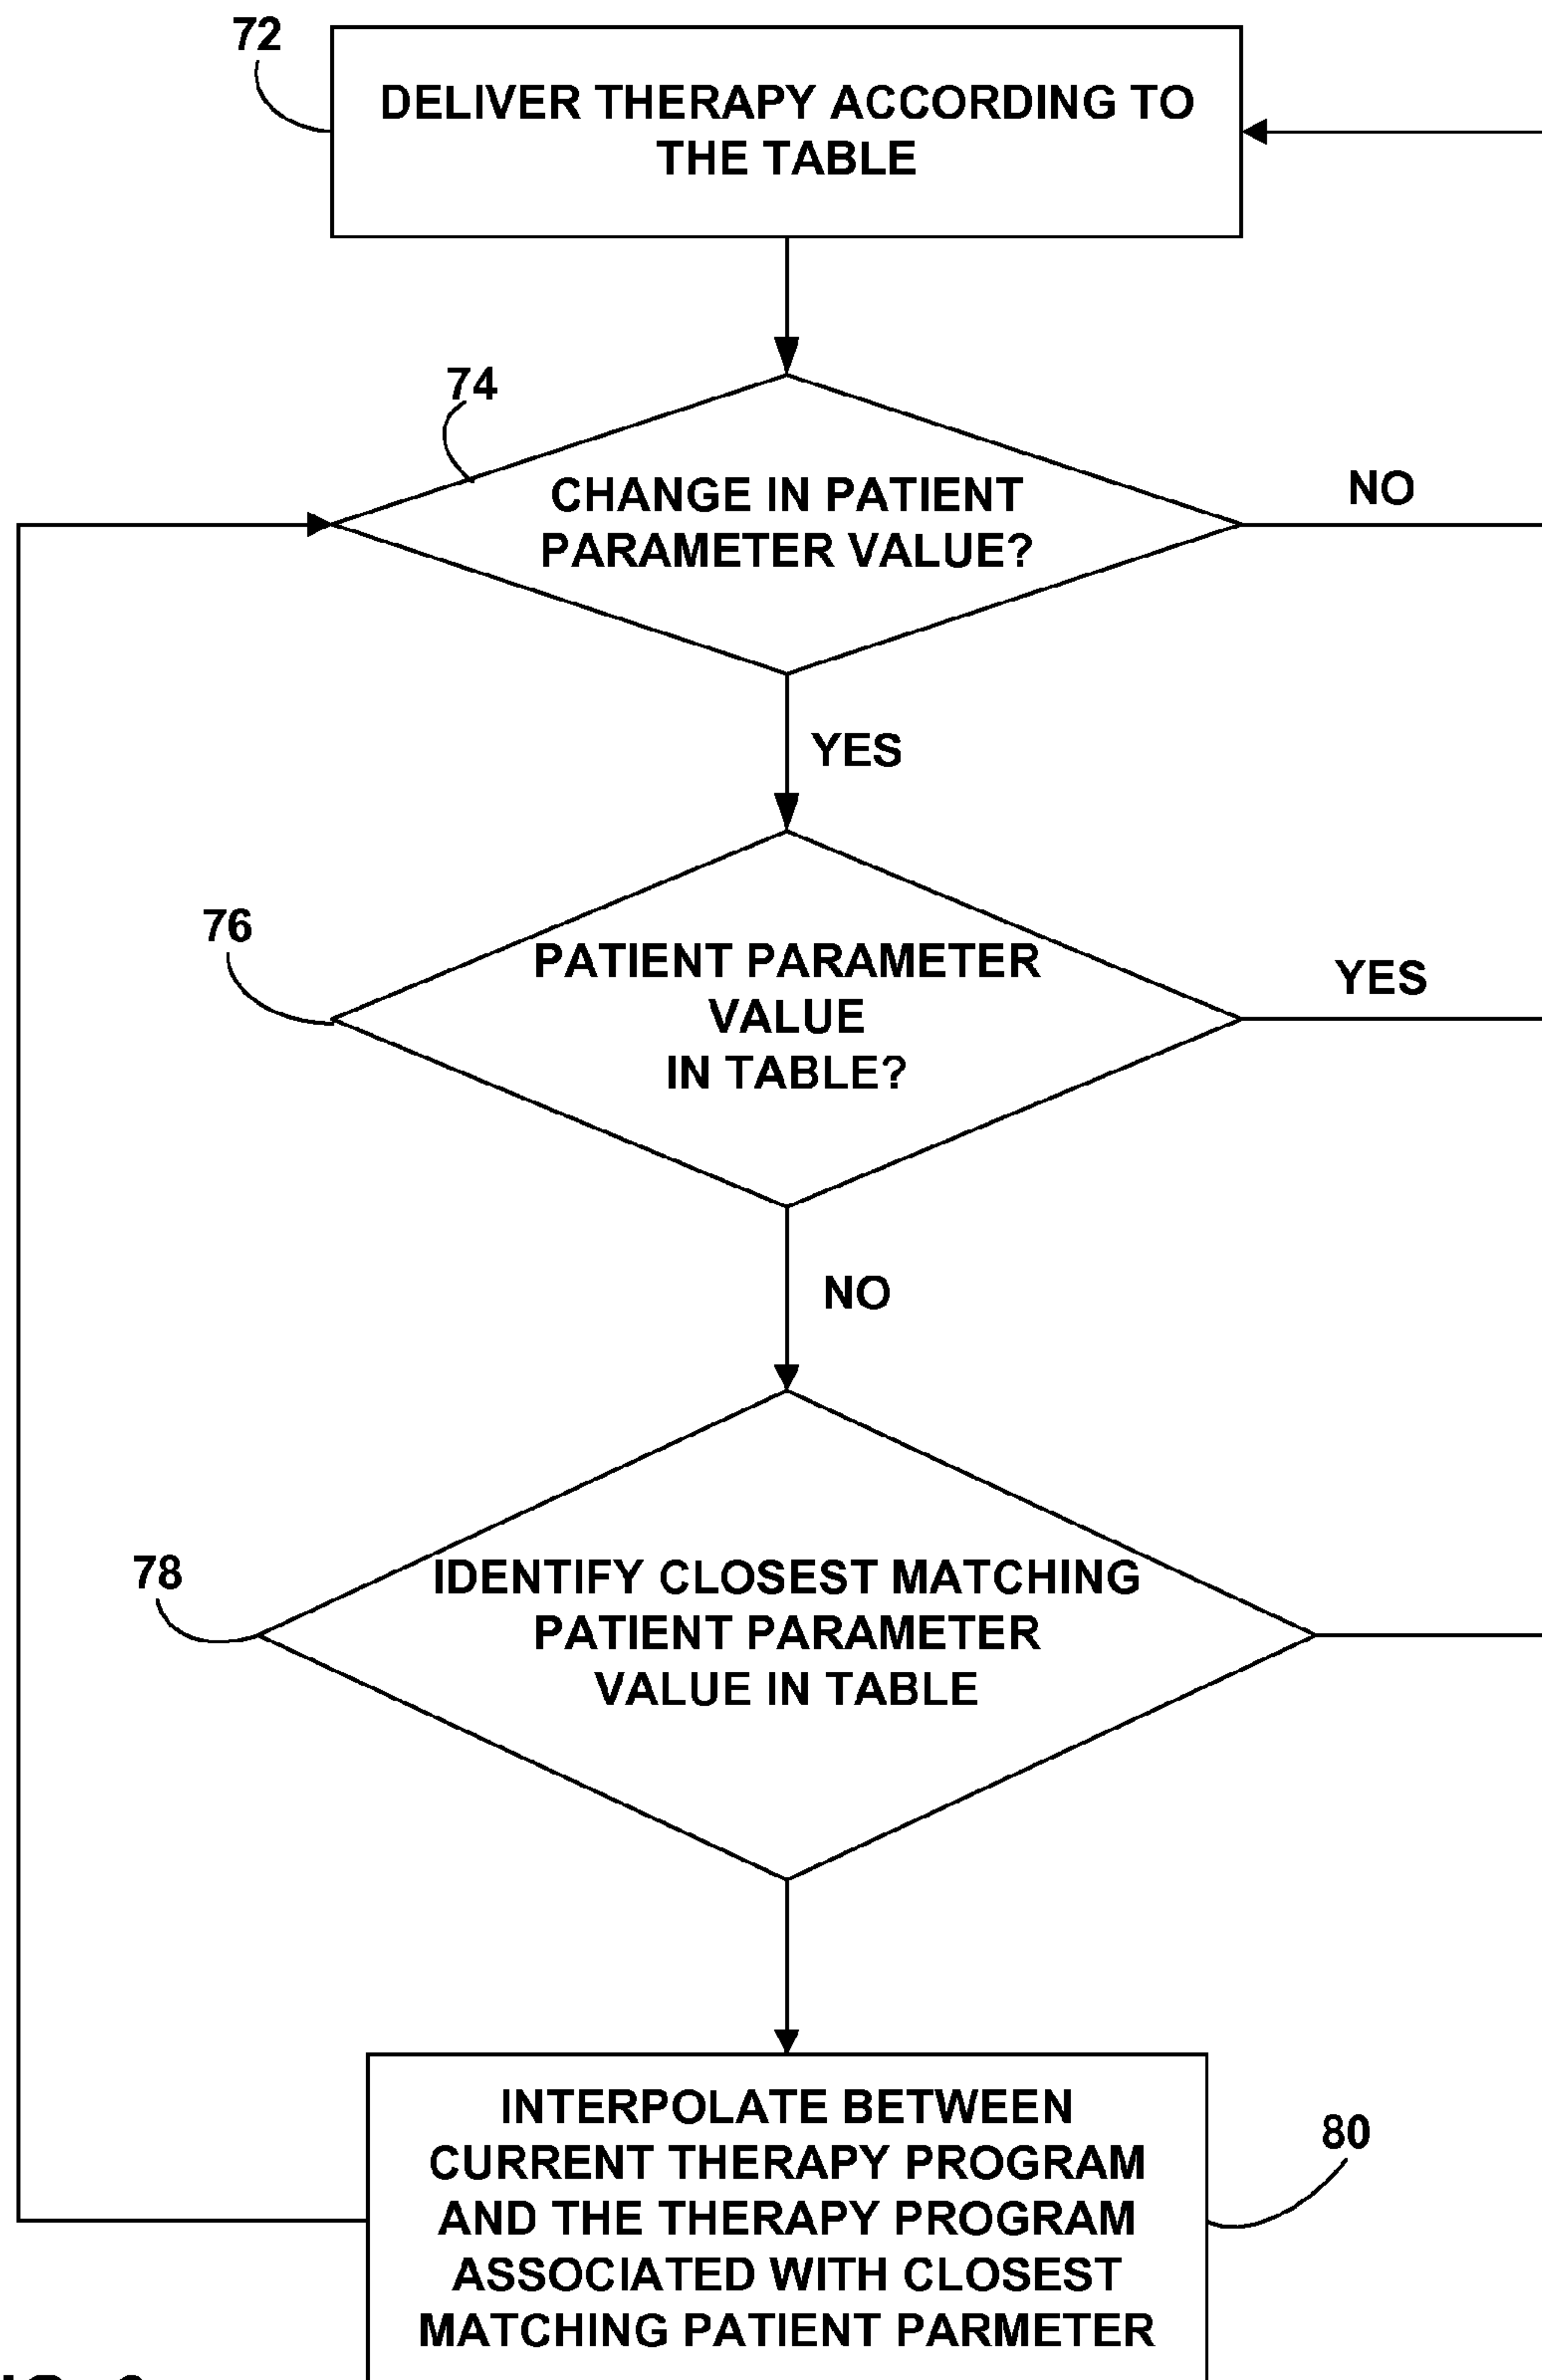 72
DELIVER THERAPY ACCORDING TO
THE TABLE
74
CHANGE IN PATIENT
PARAMETER VALUE?
NO
YES
76
PATIENT PARAMETER
VALUE
IN TABLE?
YES
NO
78
IDENTIFY CLOSEST MATCHING
PATIENT PARAMETER
VALUE IN TABLE
INTERPOLATE BETWEEN
CURRENT THERAPY PROGRAM
AND THE THERAPY PROGRAM
ASSOCIATED WITH CLOSEST
MATCHING PATIENT PARMETER
80